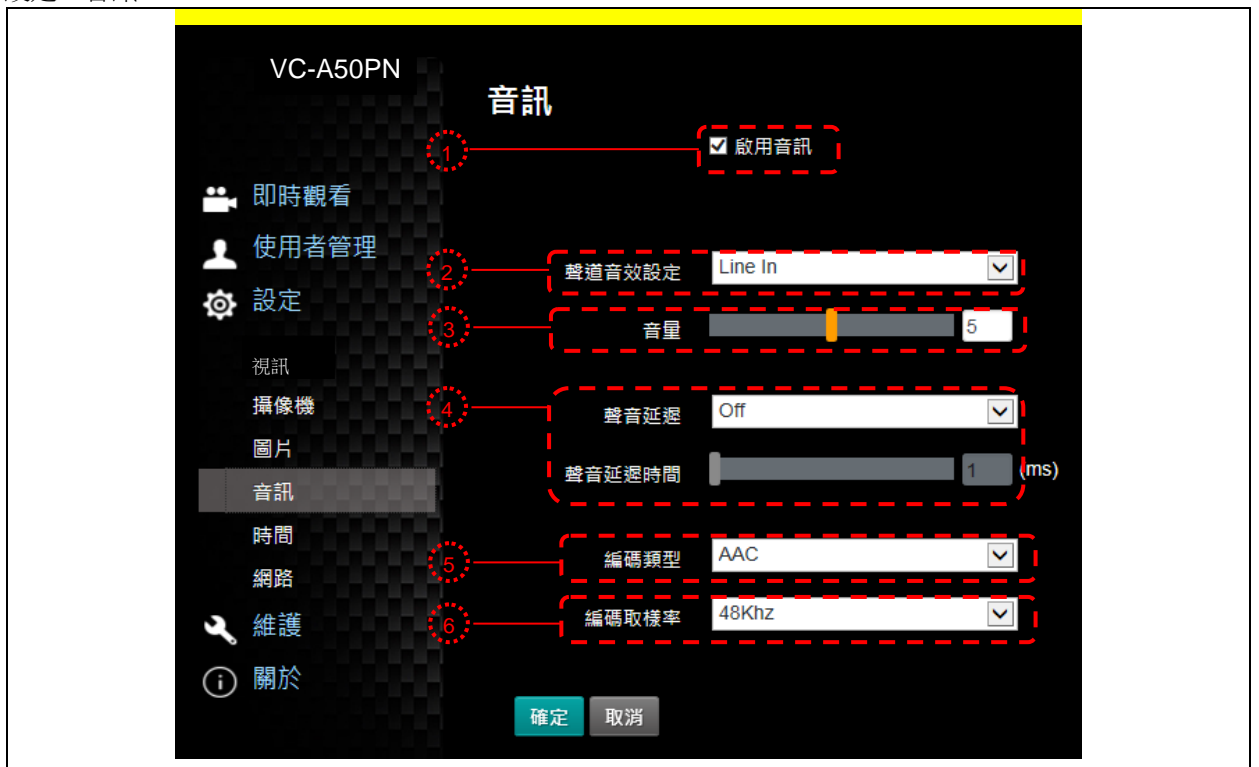 VC-A50PN
音訊
1
啟用音訊
即時觀看
使用者管理
2
聲道音效設定
Line In
設定
3
音量
5
視訊
攝像機
4
聲音延遲
Off
圖片
聲音延遲時間
1
(ms)
音訊
時間
5
編碼類型
AAC
網路
6
編碼取樣率
48Khz
維護
關於
確定
取消